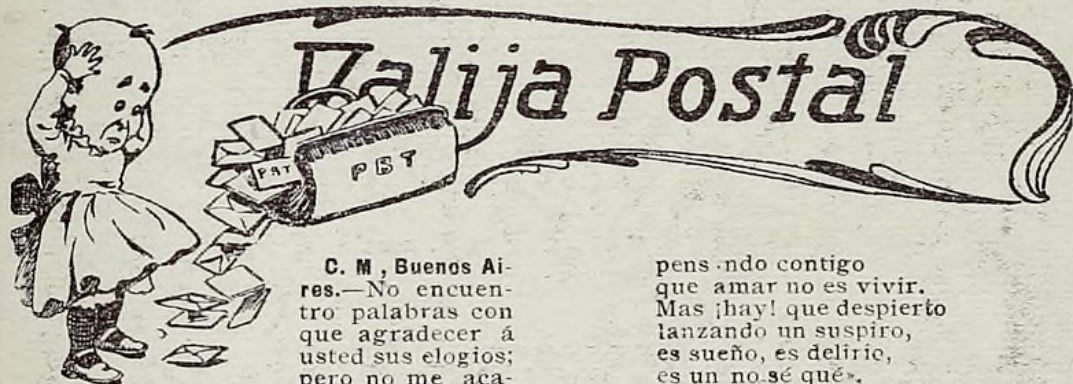 Valija Postal
PBT
PBT
C. M, Buenos Ai-
res.—No encuen-
tro palabras con
que agradecer á
usted sus elogios;
pero no me aca-
pens ndo contigo
que amar no es vivir.
Mas ¡hay! que despierto
lanzando un suspiro,
es sueño, es delirio,
es un no sé qué».